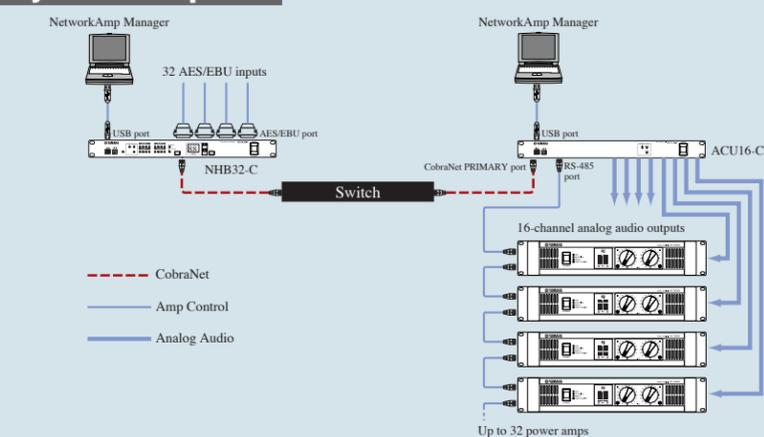 NetworkAmp Manager
NetworkAmp Manager
32 AES/EBU inputs
USB port
AES/EBU port
NHB32-C
USB port
ACU16-C
CobraNet PRIMARY port
RS-485
port
Switch
16-channel analog audio outputs
CobraNet
Amp Control
Analog Audio
Up to 32 power amps